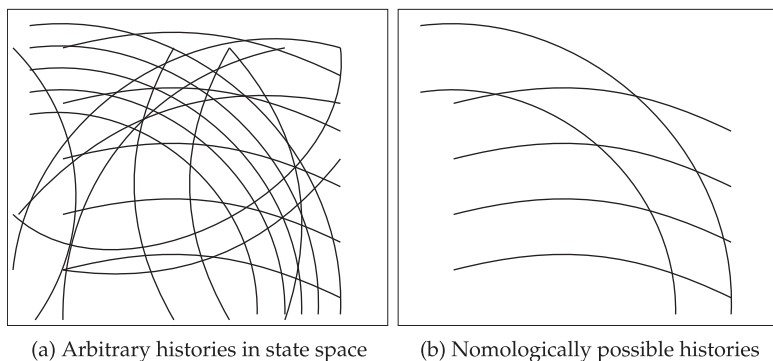 (a) Arbitrary histories in state space
(b) Nomologically possible histories